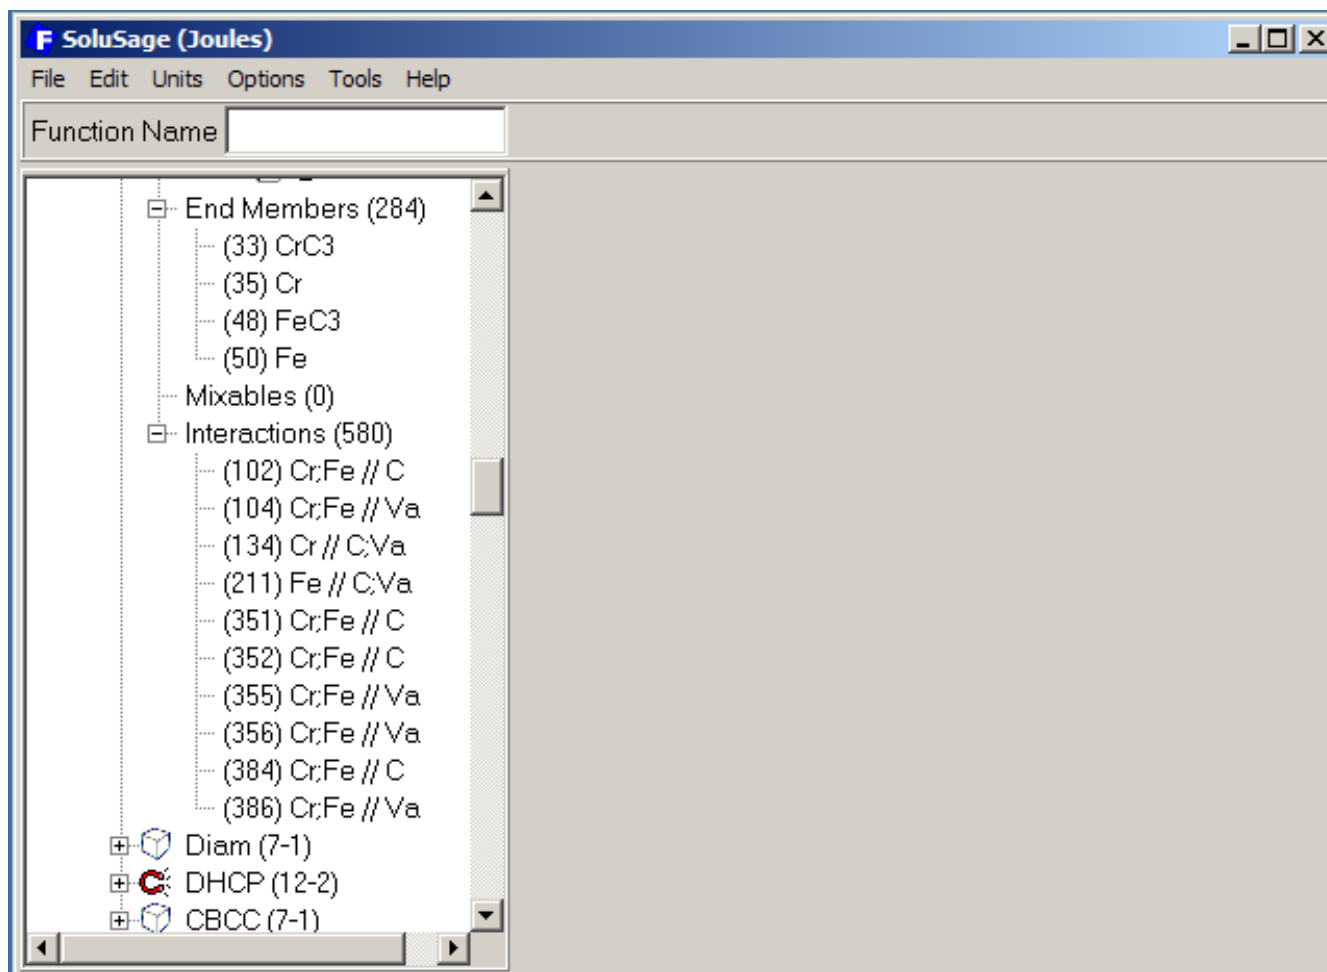 SoluSage (Joules)
File Edit Units Options Tools Help
Function Name
End Members (284)
(33) CrC3
(35) Cr
(48) FeC3
(50) Fe
Mixables (0)
Interactions (580)
(102) Cr;Fe // C
(104) Cr;Fe // Va
(134) Cr // C;Va
(211) Fe // C;Va
(351) Cr;Fe // C
(352) Cr;Fe // C
(355) Cr;Fe // Va
(356) Cr;Fe // Va
(384) Cr;Fe // C
(386) Cr;Fe // Va
Diam (7-1)
DHCP (12-2)
CBCC (7-1)